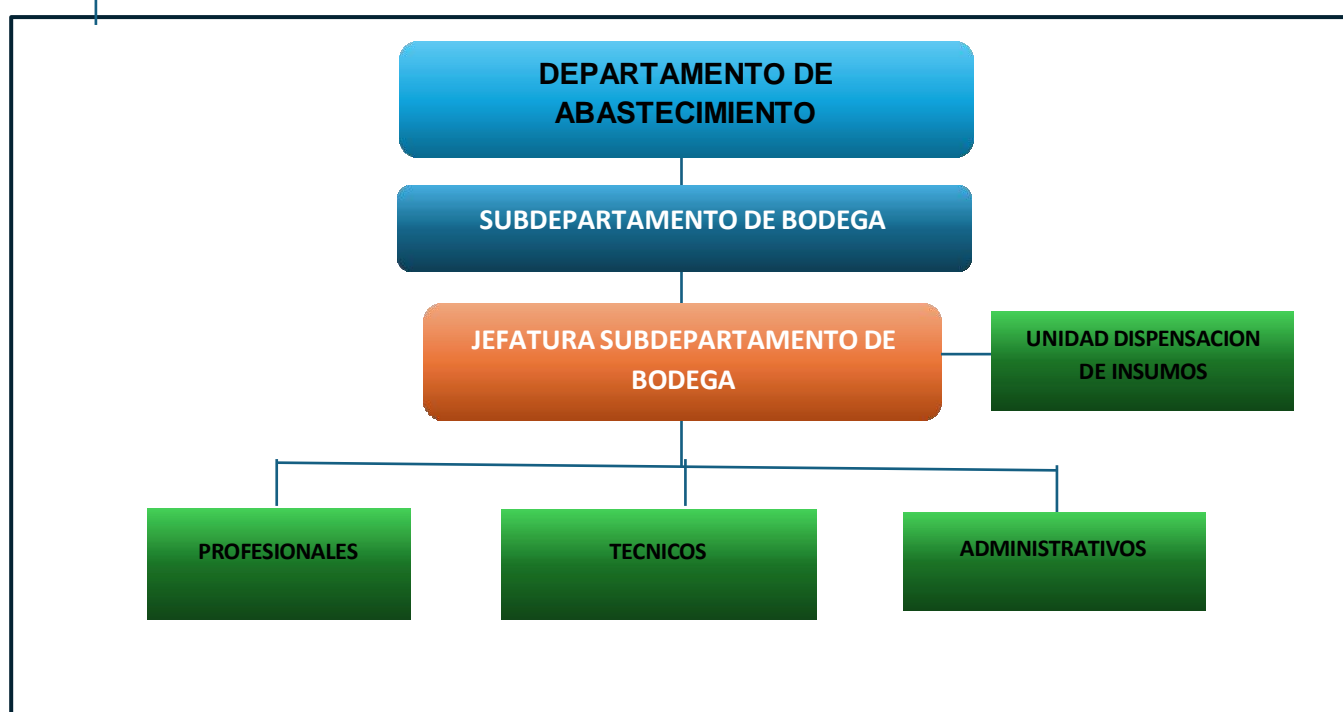 DEPARTAMENTO DE
ABASTECIMIENTO
SUBDEPARTAMENTO DE BODEGA
JEFATURA SUBDEPARTAMENTO DE
BODEGA
UNIDAD DISPENSACION
DE INSUMOS
PROFESIONALES
TECNICOS
ADMINISTRATIVOS